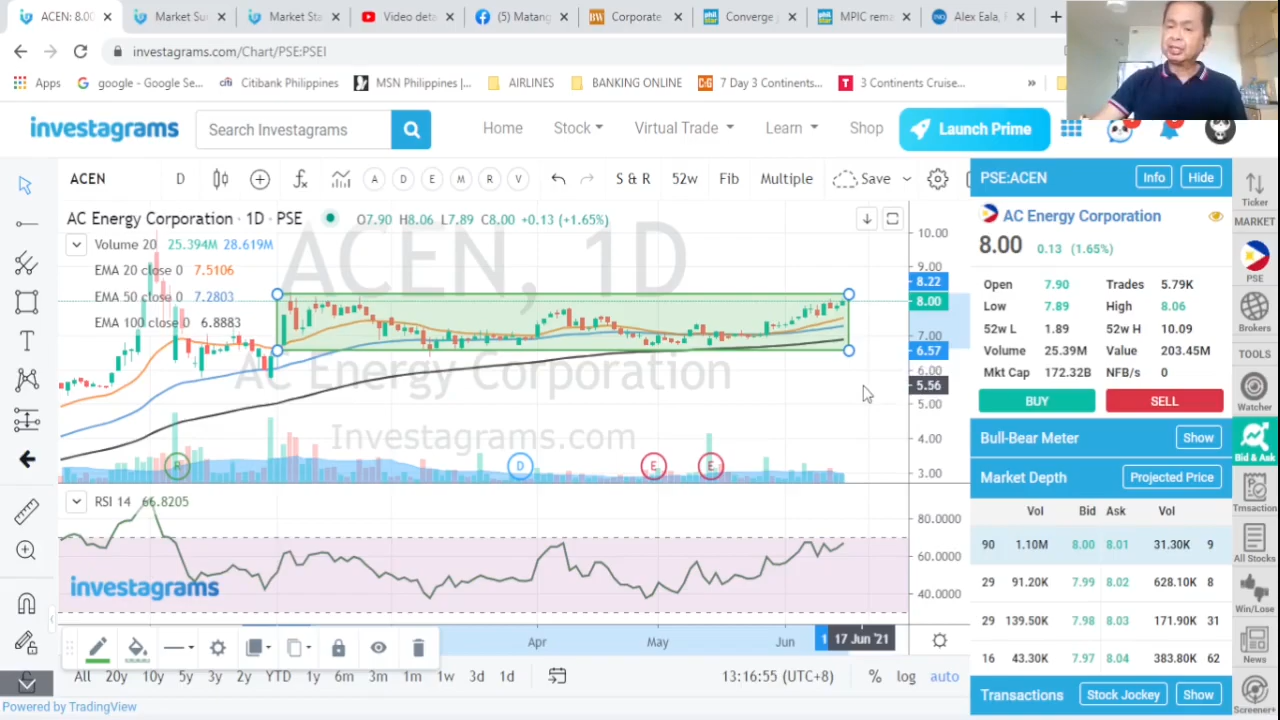 ACEN: 8.00
Market Su
Market Sta
Video deta
(5) Matang
Corporate
Converge
MPIC rema
Alex Eala,
investagrams.com/Chart/PSE:PSEI
Apps
google - Google Se...
Citibank Philippines
MSN Philippines |...
AIRLINES
BANKING ONLINE
7 Day 3 Continents...
3 Continents Cruise...
»
investagrams
Search Investagrams
Home
Stock
Virtual Trade
Learn
Shop
Launch Prime
ACEN
D
A
D
E
M
R
V
S & R
52w
Fib
Multiple
Save
AC Energy Corporation · 1D · PSE
O7.90 H8.06 L7.89 C8.00 +0.13 (+1.65%)
Volume 20 25.394M 28.619M
EMA 20 close 0 7.5106
EMA 50 close 0 7.2803
EMA 100 close 0 6.8883
ACEN, 1D
AC Energy Corporation
Investagrams.com
10.00
9.00
8.22
8.00
7.00
6.57
6.00
5.56
5.00
4.00
3.00
R
D
E
E
RSI 14 66.8205
80.0000
60.0000
40.0000
investagrams
Apr
May
Jun
17 Jun '21
All
20y
10y
5y
3y
2y
YTD
1y
6m
3m
1m
1w
3d
1d
13:16:55 (UTC+8)
%
log
auto
Powered by TradingView
PSE:ACEN
Info
Hide
AC Energy Corporation
8.00 0.13 (1.65%)
Open 7.90 Trades 5.79K
Low 7.89 High 8.06
52w L 1.89 52w H 10.09
Volume 25.39M Value 203.45M
Mkt Cap 172.32B NFB/s 0
BUY
SELL
Bull-Bear Meter
Show
Market Depth
Projected Price
Vol Bid Ask Vol
90 1.10M 8.00 8.01 31.30K 9
29 91.20K 7.99 8.02 628.10K 8
29 139.50K 7.98 8.03 171.90K 31
16 43.30K 7.97 8.04 383.80K 62
Transactions
Stock Jockey
Show
Ticker
MARKET
PSE
Brokers
TOOLS
Watcher
Bid & Ask
Trnsaction
All Stocks
Win/Lose
News
Screener+